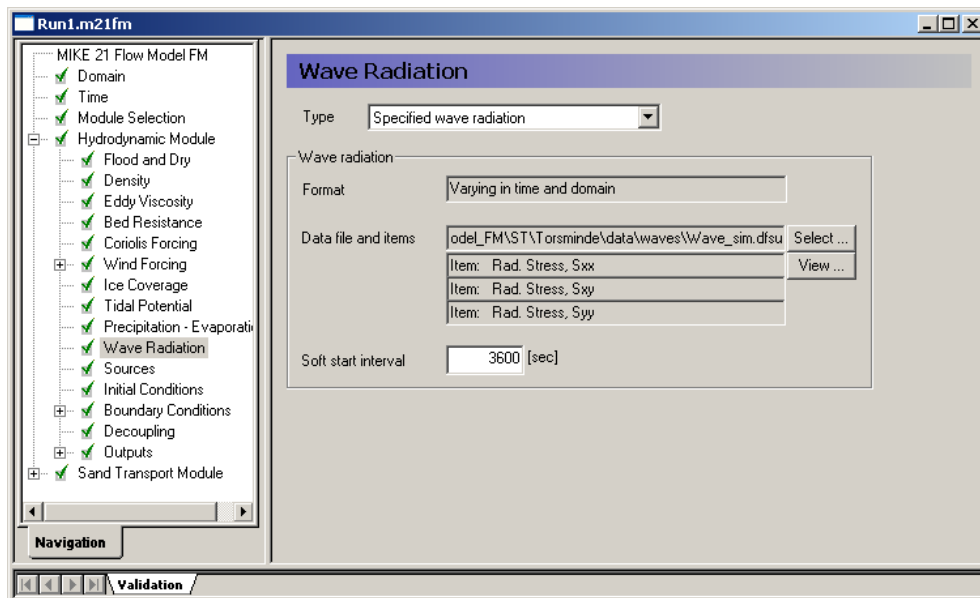 Run1.m21fm
MIKE 21 Flow Model FM
Domain
Time
Module Selection
Hydrodynamic Module
Flood and Dry
Density
Eddy Viscosity
Bed Resistance
Coriolis Forcing
Wind Forcing
Ice Coverage
Tidal Potential
Precipitation - Evaporati
Wave Radiation
Sources
Initial Conditions
Boundary Conditions
Decoupling
Outputs
Sand Transport Module
Navigation
Wave Radiation
Type Specified wave radiation
Wave radiation
Format Varying in time and domain
Data file and items odel_FM\ST\Torsminde\data\waves\Wave_sim.dfsu Select ...
Item: Rad. Stress, Sxx View ...
Item: Rad. Stress, Sxy
Item: Rad. Stress, Syy
Soft start interval 3600 [sec]
Validation